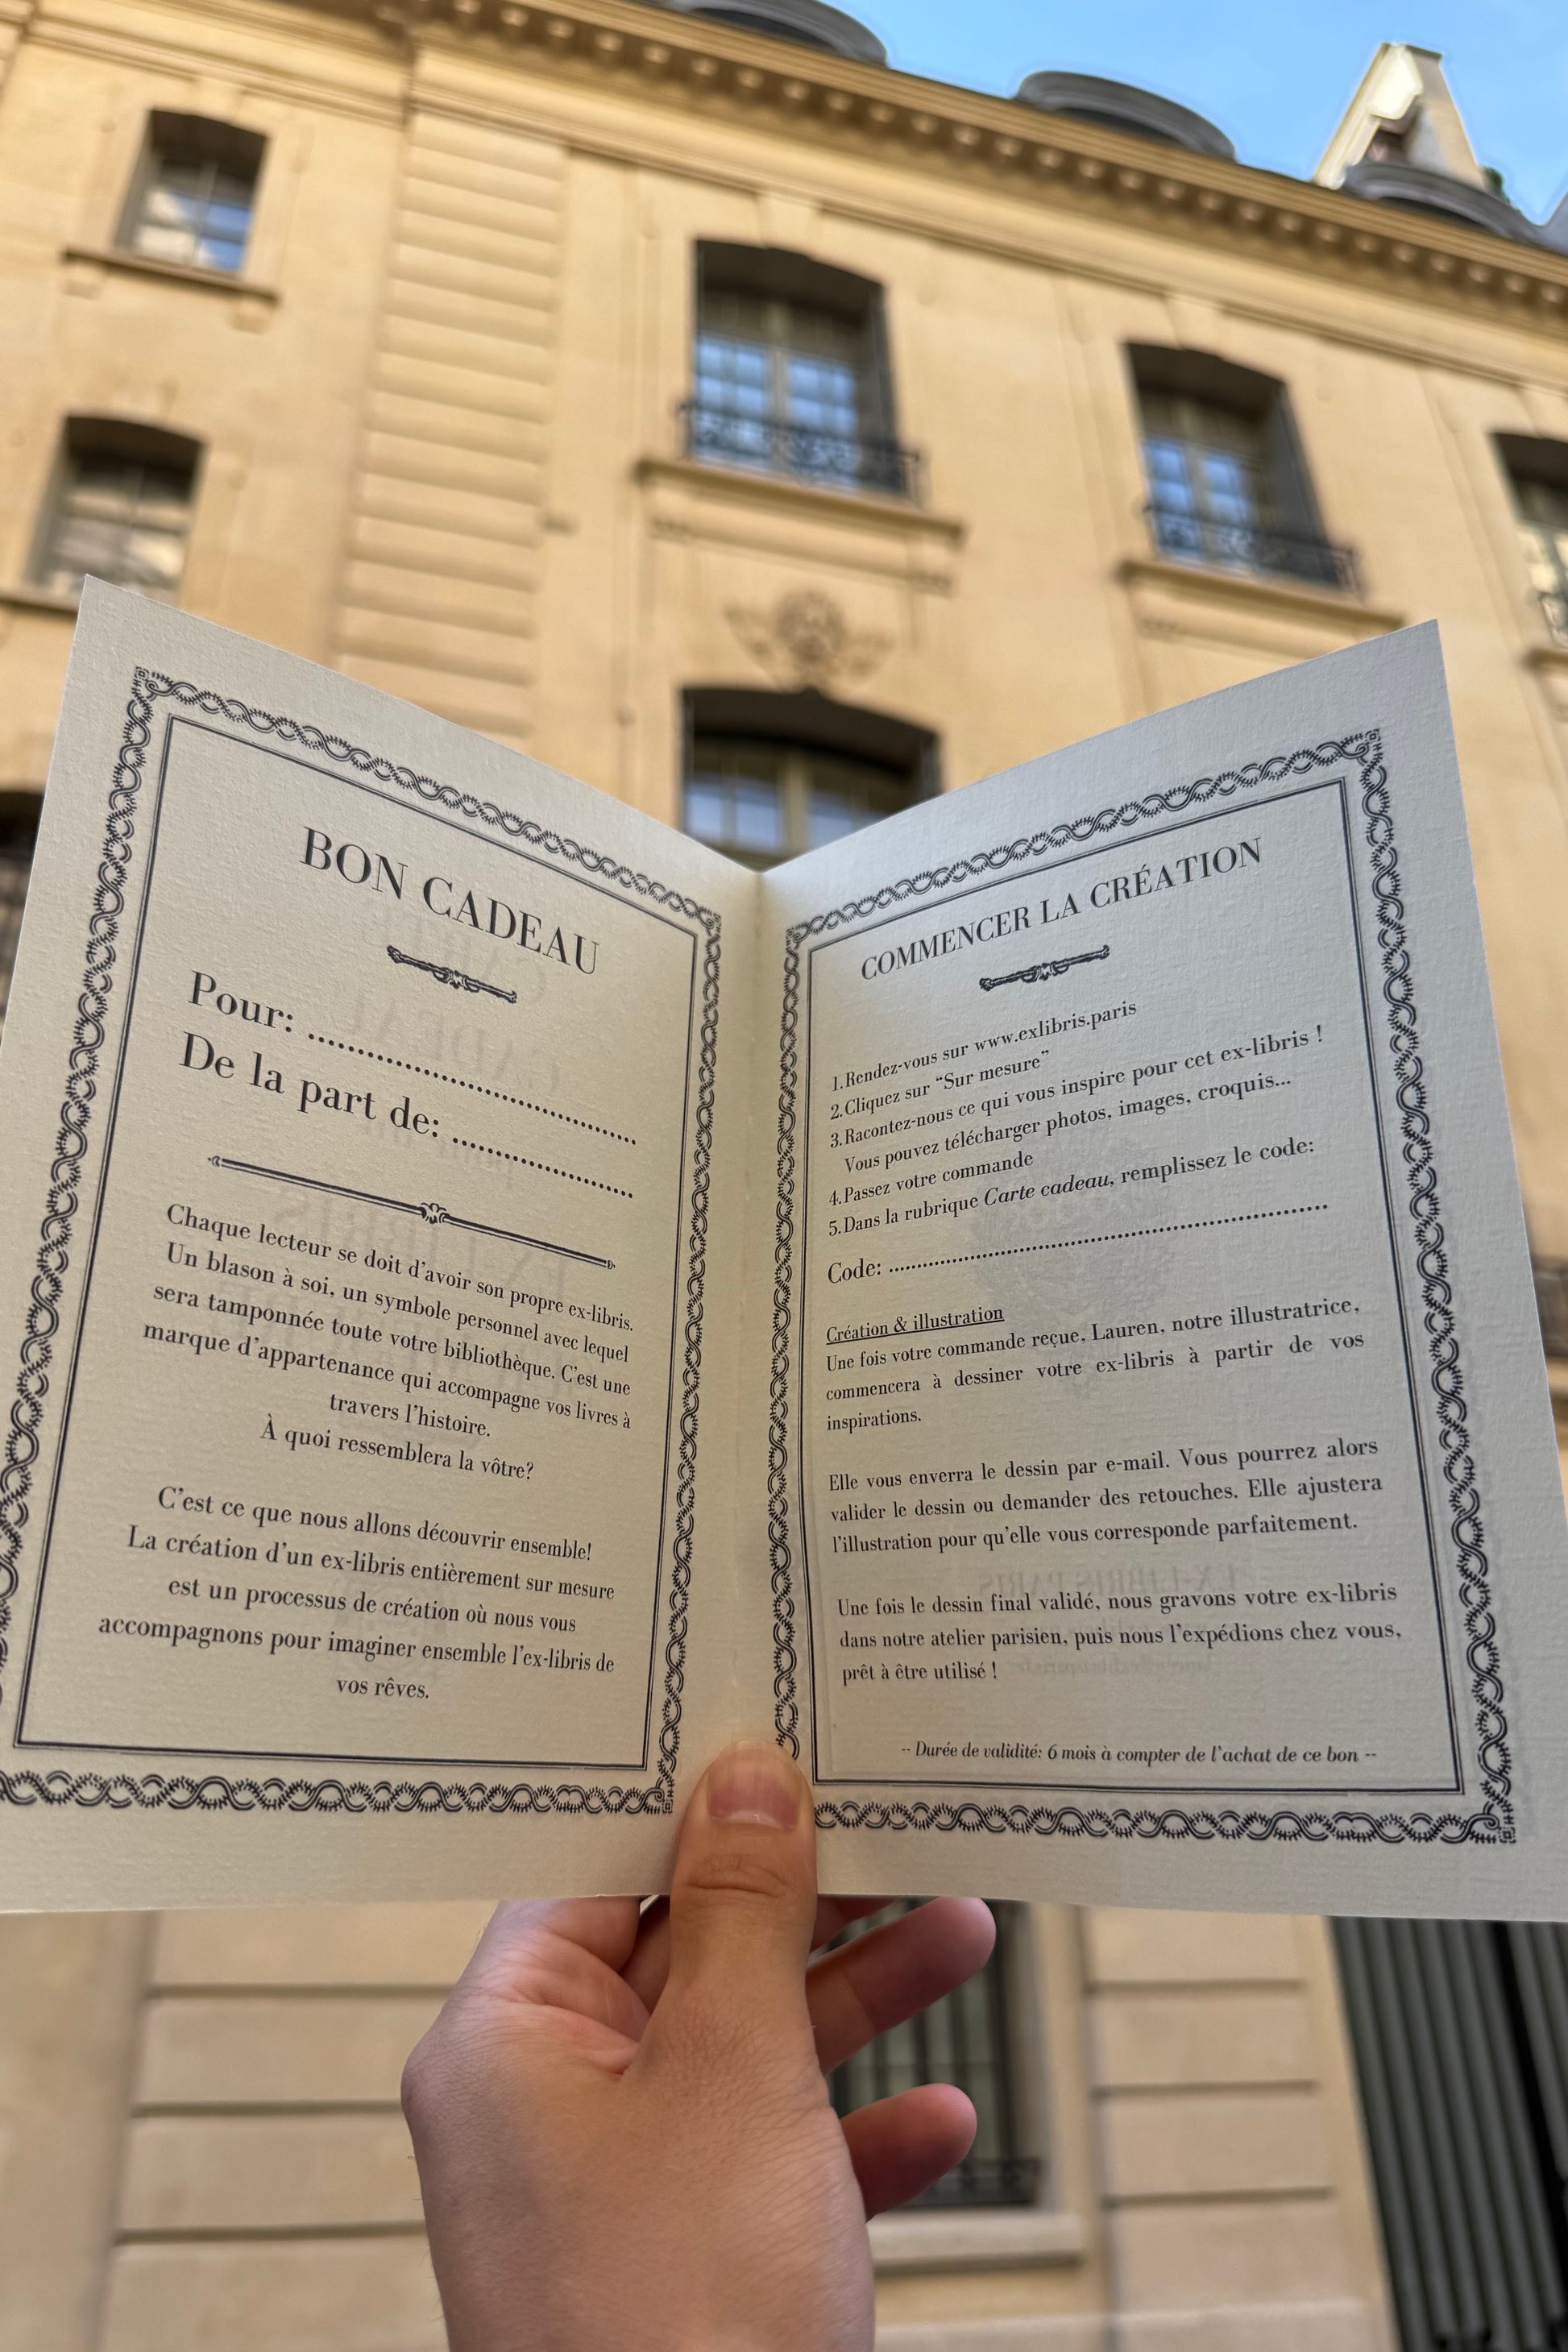 BON CADEAU
Pour: ........................................
De la part de: ......................
Chaque lecteur se doit d'avoir son propre ex-libris.
Un blason à soi, un symbole personnel avec lequel
sera tamponnée toute votre bibliothèque. C'est une
marque d'appartenance qui accompagne vos livres à
travers l'histoire.
À quoi ressemblera la vôtre?
C'est ce que nous allons découvrir ensemble!
La création d'un ex-libris entièrement sur mesure
est un processus de création où nous vous
accompagnons pour imaginer ensemble l'ex-libris de
vos rêves.
COMMENCER LA CRÉATION
1.Rendez-vous sur www.exlibris.paris
2.Cliquez sur “Sur mesure”
3.Racontez-nous ce qui vous inspire pour cet ex-libris !
Vous pouvez télécharger photos, images, croquis...
4.Passez votre commande
5.Dans la rubrique Carte cadeau, remplissez le code:
Code: ............................................................
Création & illustration
Une fois votre commande reçue, Lauren, notre illustratrice,
commencera à dessiner votre ex-libris à partir de vos
inspirations.
Elle vous enverra le dessin par e-mail. Vous pourrez alors
valider le dessin ou demander des retouches. Elle ajustera
l'illustration pour qu'elle vous corresponde parfaitement.
Une fois le dessin final validé, nous gravons votre ex-libris
dans notre atelier parisien, puis nous l'expédions chez vous,
prêt à être utilisé !
-- Durée de validité: 6 mois à compter de l'achat de ce bon --